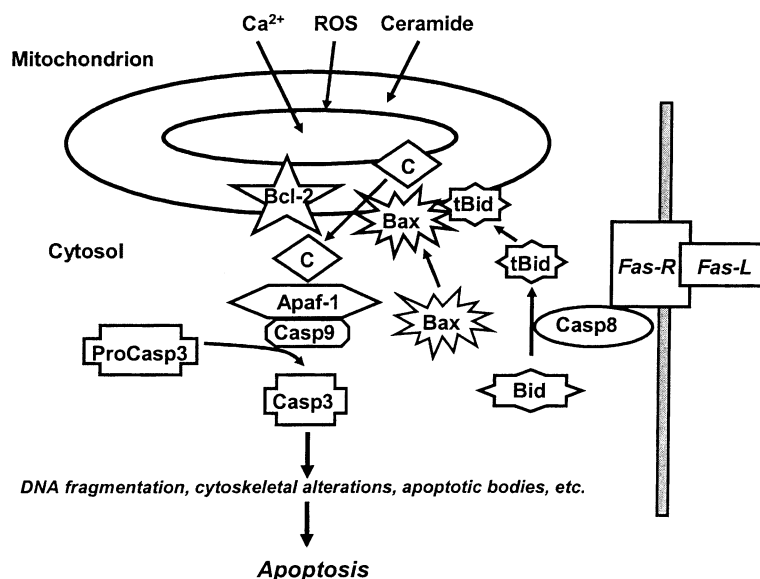 Ca²⁺ ROS Ceramide
Mitochondrion
C
Bcl-2
tBid
Bax
Cytosol
C
tBid
Fas-R
Fas-L
Apaf-1
Bax
Casp8
Casp9
ProCasp3
Bid
Casp3
DNA fragmentation, cytoskeletal alterations, apoptotic bodies, etc.
Apoptosis